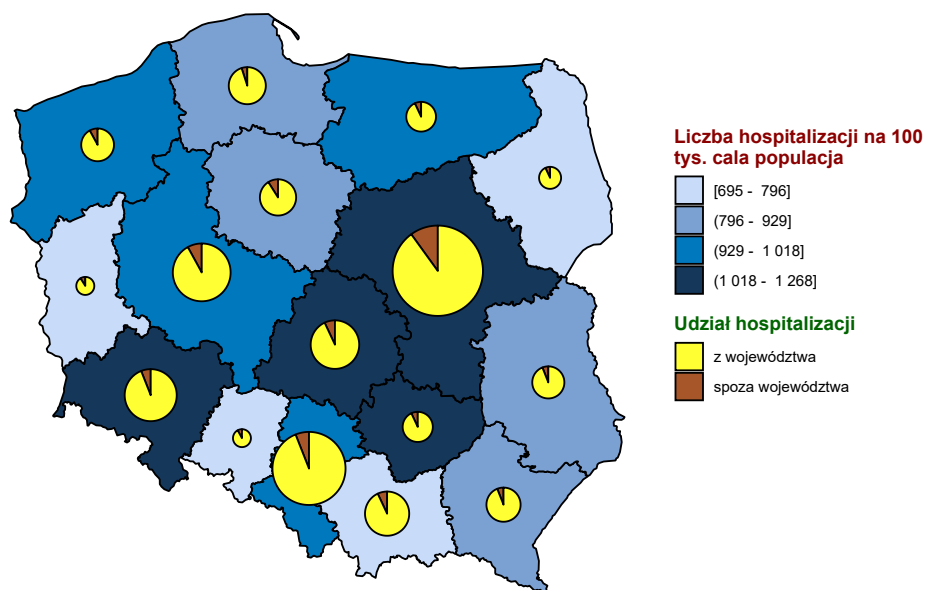 Liczba hospitalizacji na 100
tys. cala populacja
[695 - 796]
(796 - 929]
(929 - 1 018]
(1 018 - 1 268]
Udział hospitalizacji
z województwa
spoza województwa